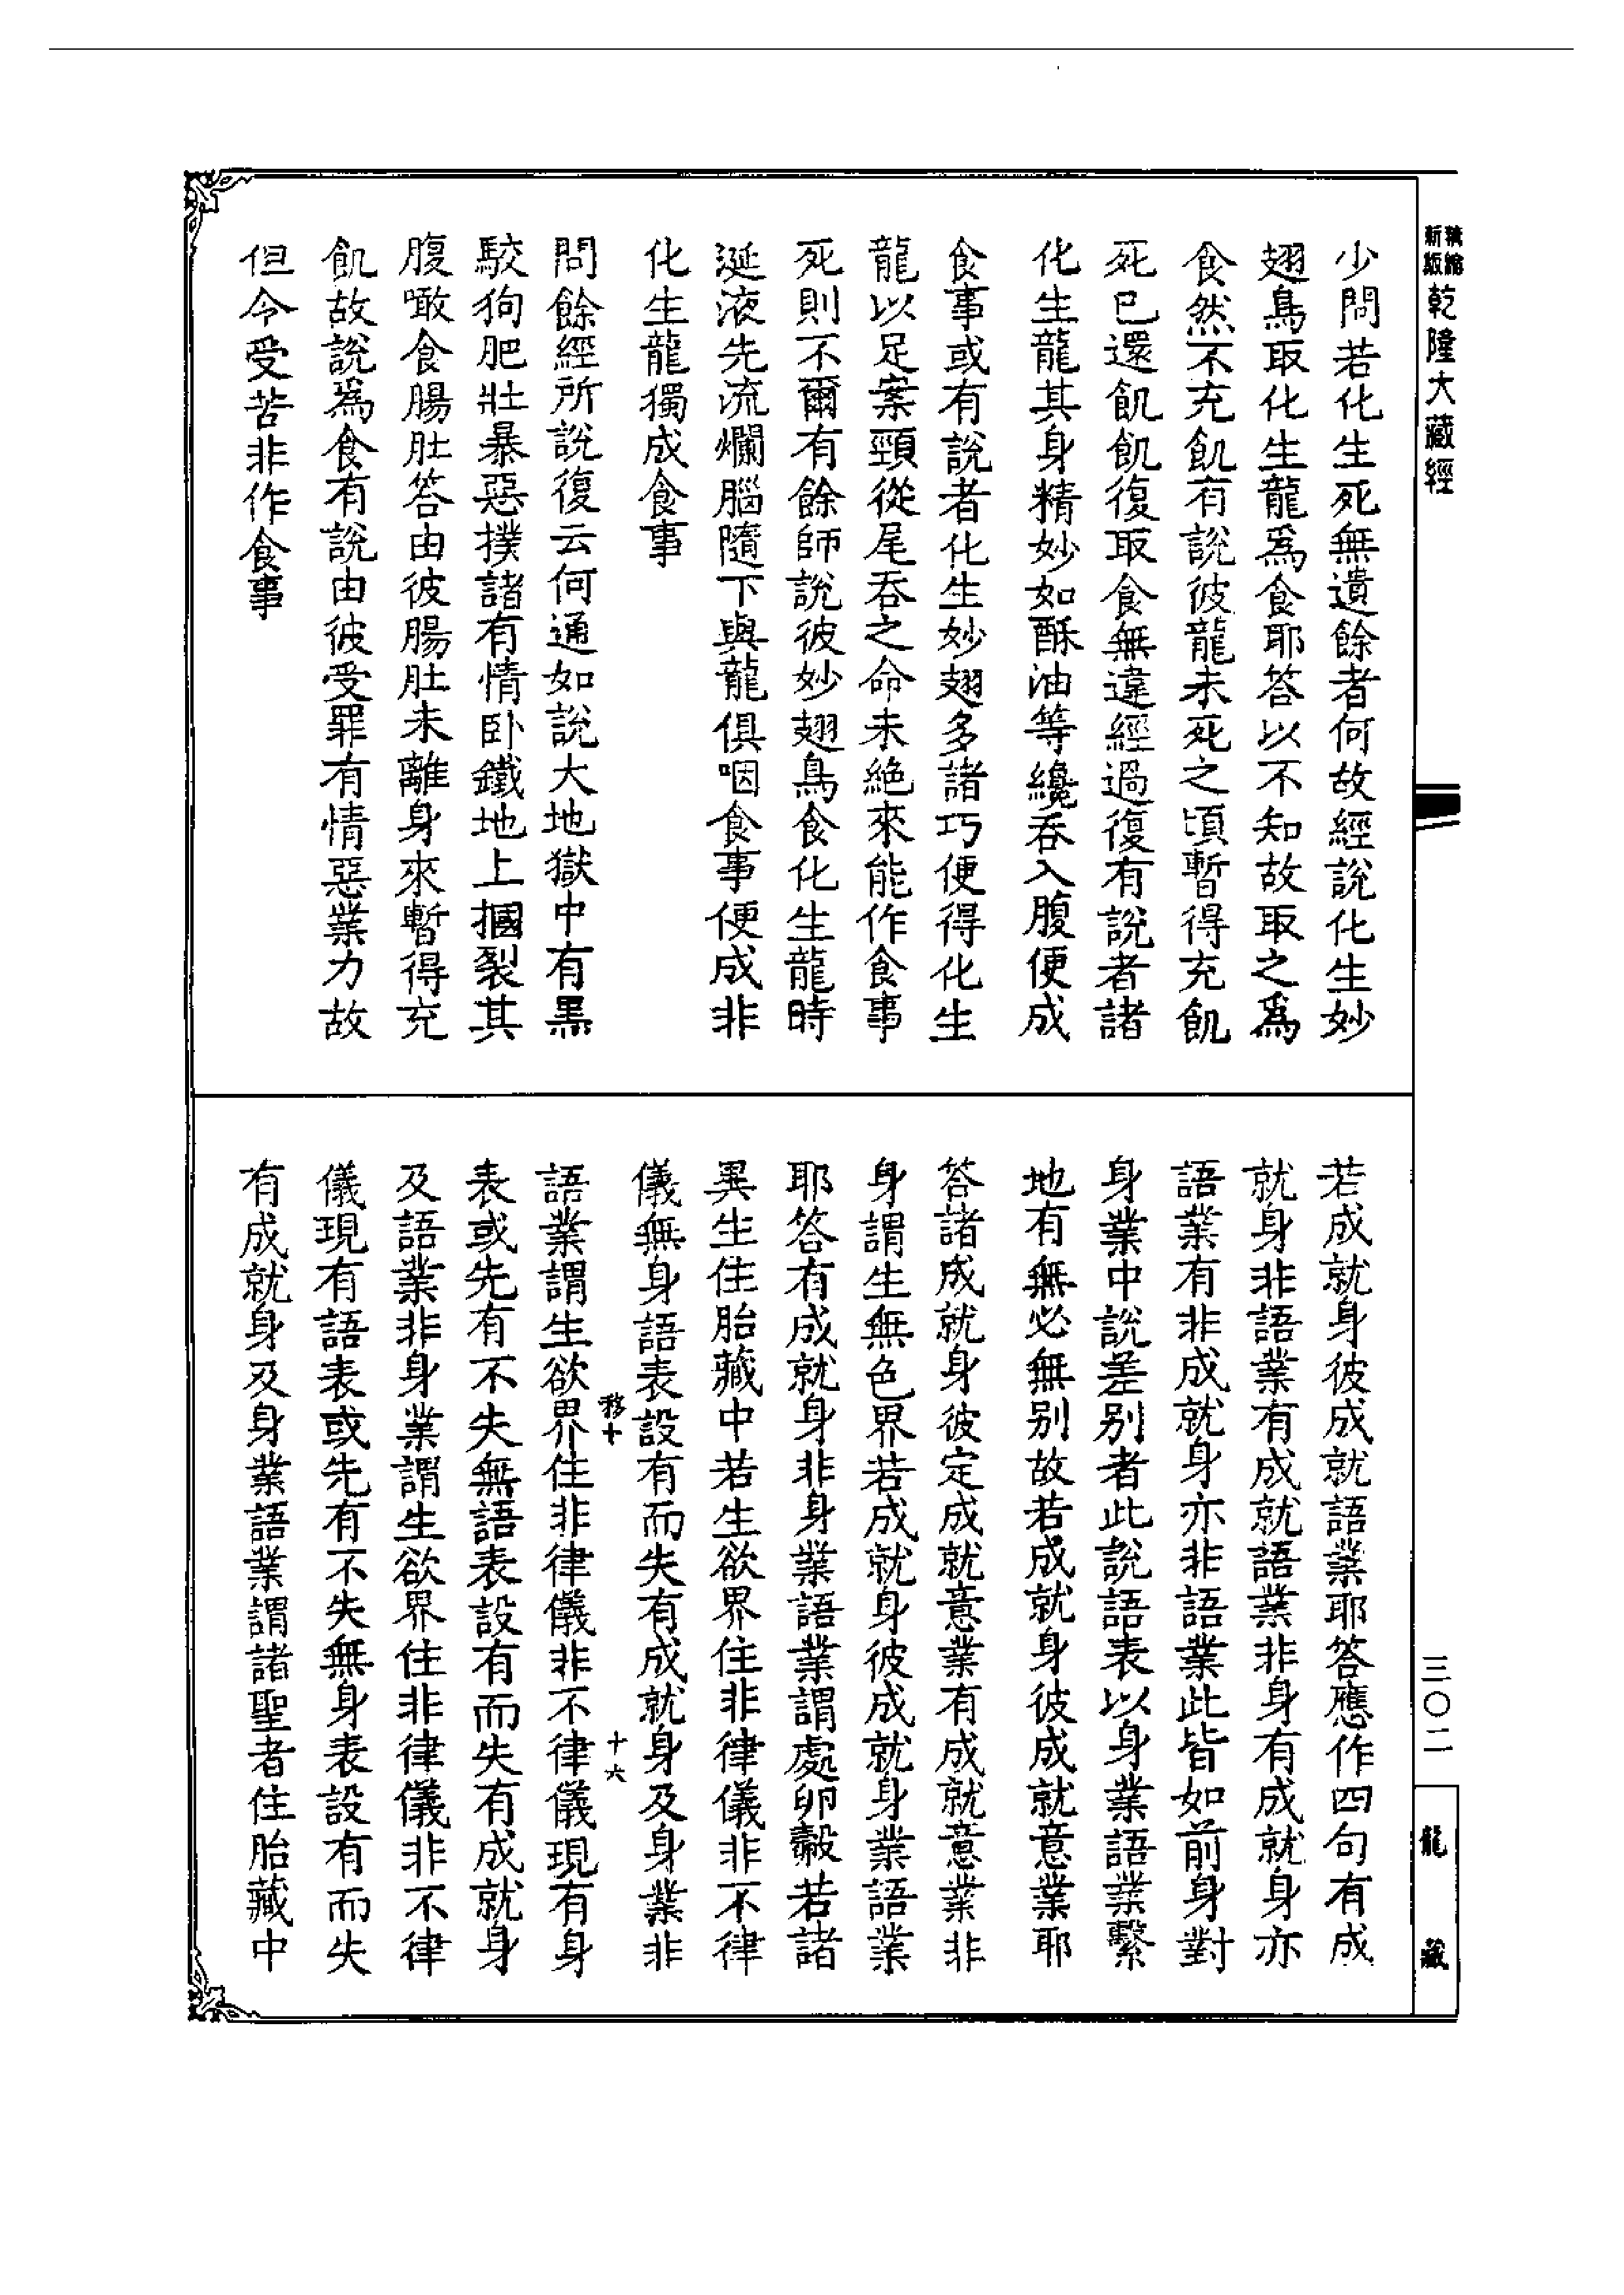 精縮
新版
乾隆大藏經
少問若化生死無遺餘者何故經說化生妙
翅鳥取化生龍爲食耶答以不知故取之爲
食然不充飢有說彼龍未死之頃暫得充飢
死已還飢飢復取食無違經過復有說者諸
化生龍其身精妙如酥油等纔吞入腹便成
食事或有說者化生妙翅多諸巧便得化生
龍以足案頸從尾吞之命未絕來能作食事
死則不爾有餘師說彼妙翅鳥食化生龍時
涎液先流爛腦隨下與龍俱咽食事便成非
化生龍獨成食事
問餘經所說復云何通如說大地獄中有黑
駮狗肥壯暴惡撲諸有情卧鐵地上摑裂其
腹噉食腸肚答由彼腸肚未離身來暫得充
飢故說爲食有說由彼受罪有情惡業力故
但令受苦非作食事
若成就身彼成就語業耶答應作四句有成
就身非語業有成就語業非身有成就身亦
語業有非成就身亦非語業此皆如前身對
身業中說差別者此說語表以身業語業繫
地有無必無別故若成就身彼成就意業耶
答諸成就身彼定成就意業有成就意業非
身謂生無色界若成就身彼成就身業語業
耶答有成就身非身業語業謂處卵㲉若諸
異生住胎藏中若生欲界住非律儀非不律
儀無身語表設有而失有成就身及身業非
移十
十六
語業謂生欲界住非律儀非不律儀現有身
表或先有不失無語表設有而失有成就身
及語業非身業謂生欲界住非律儀非不律
儀現有語表或先有不失無身表設有而失
有成就身及身業語業謂諸聖者住胎藏中
三〇二
龍藏